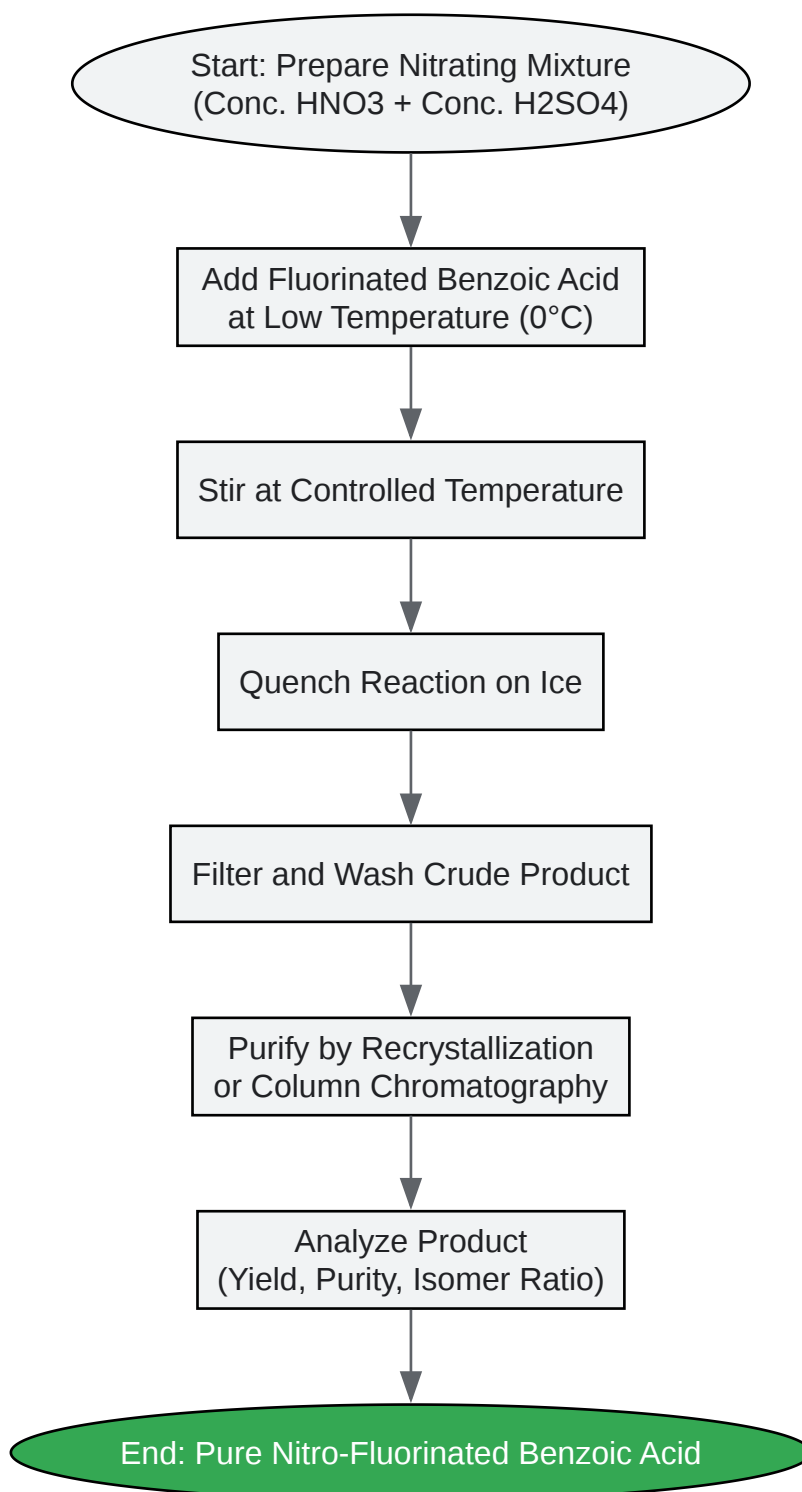 Start: Prepare Nitrating Mixture
(Conc. HNO3 + Conc. H2SO4)
Add Fluorinated Benzoic Acid
at Low Temperature (0°C)
Stir at Controlled Temperature
Quench Reaction on Ice
Filter and Wash Crude Product
Purify by Recrystallization
or Column Chromatography
Analyze Product
(Yield, Purity, Isomer Ratio)
End: Pure Nitro-Fluorinated Benzoic Acid